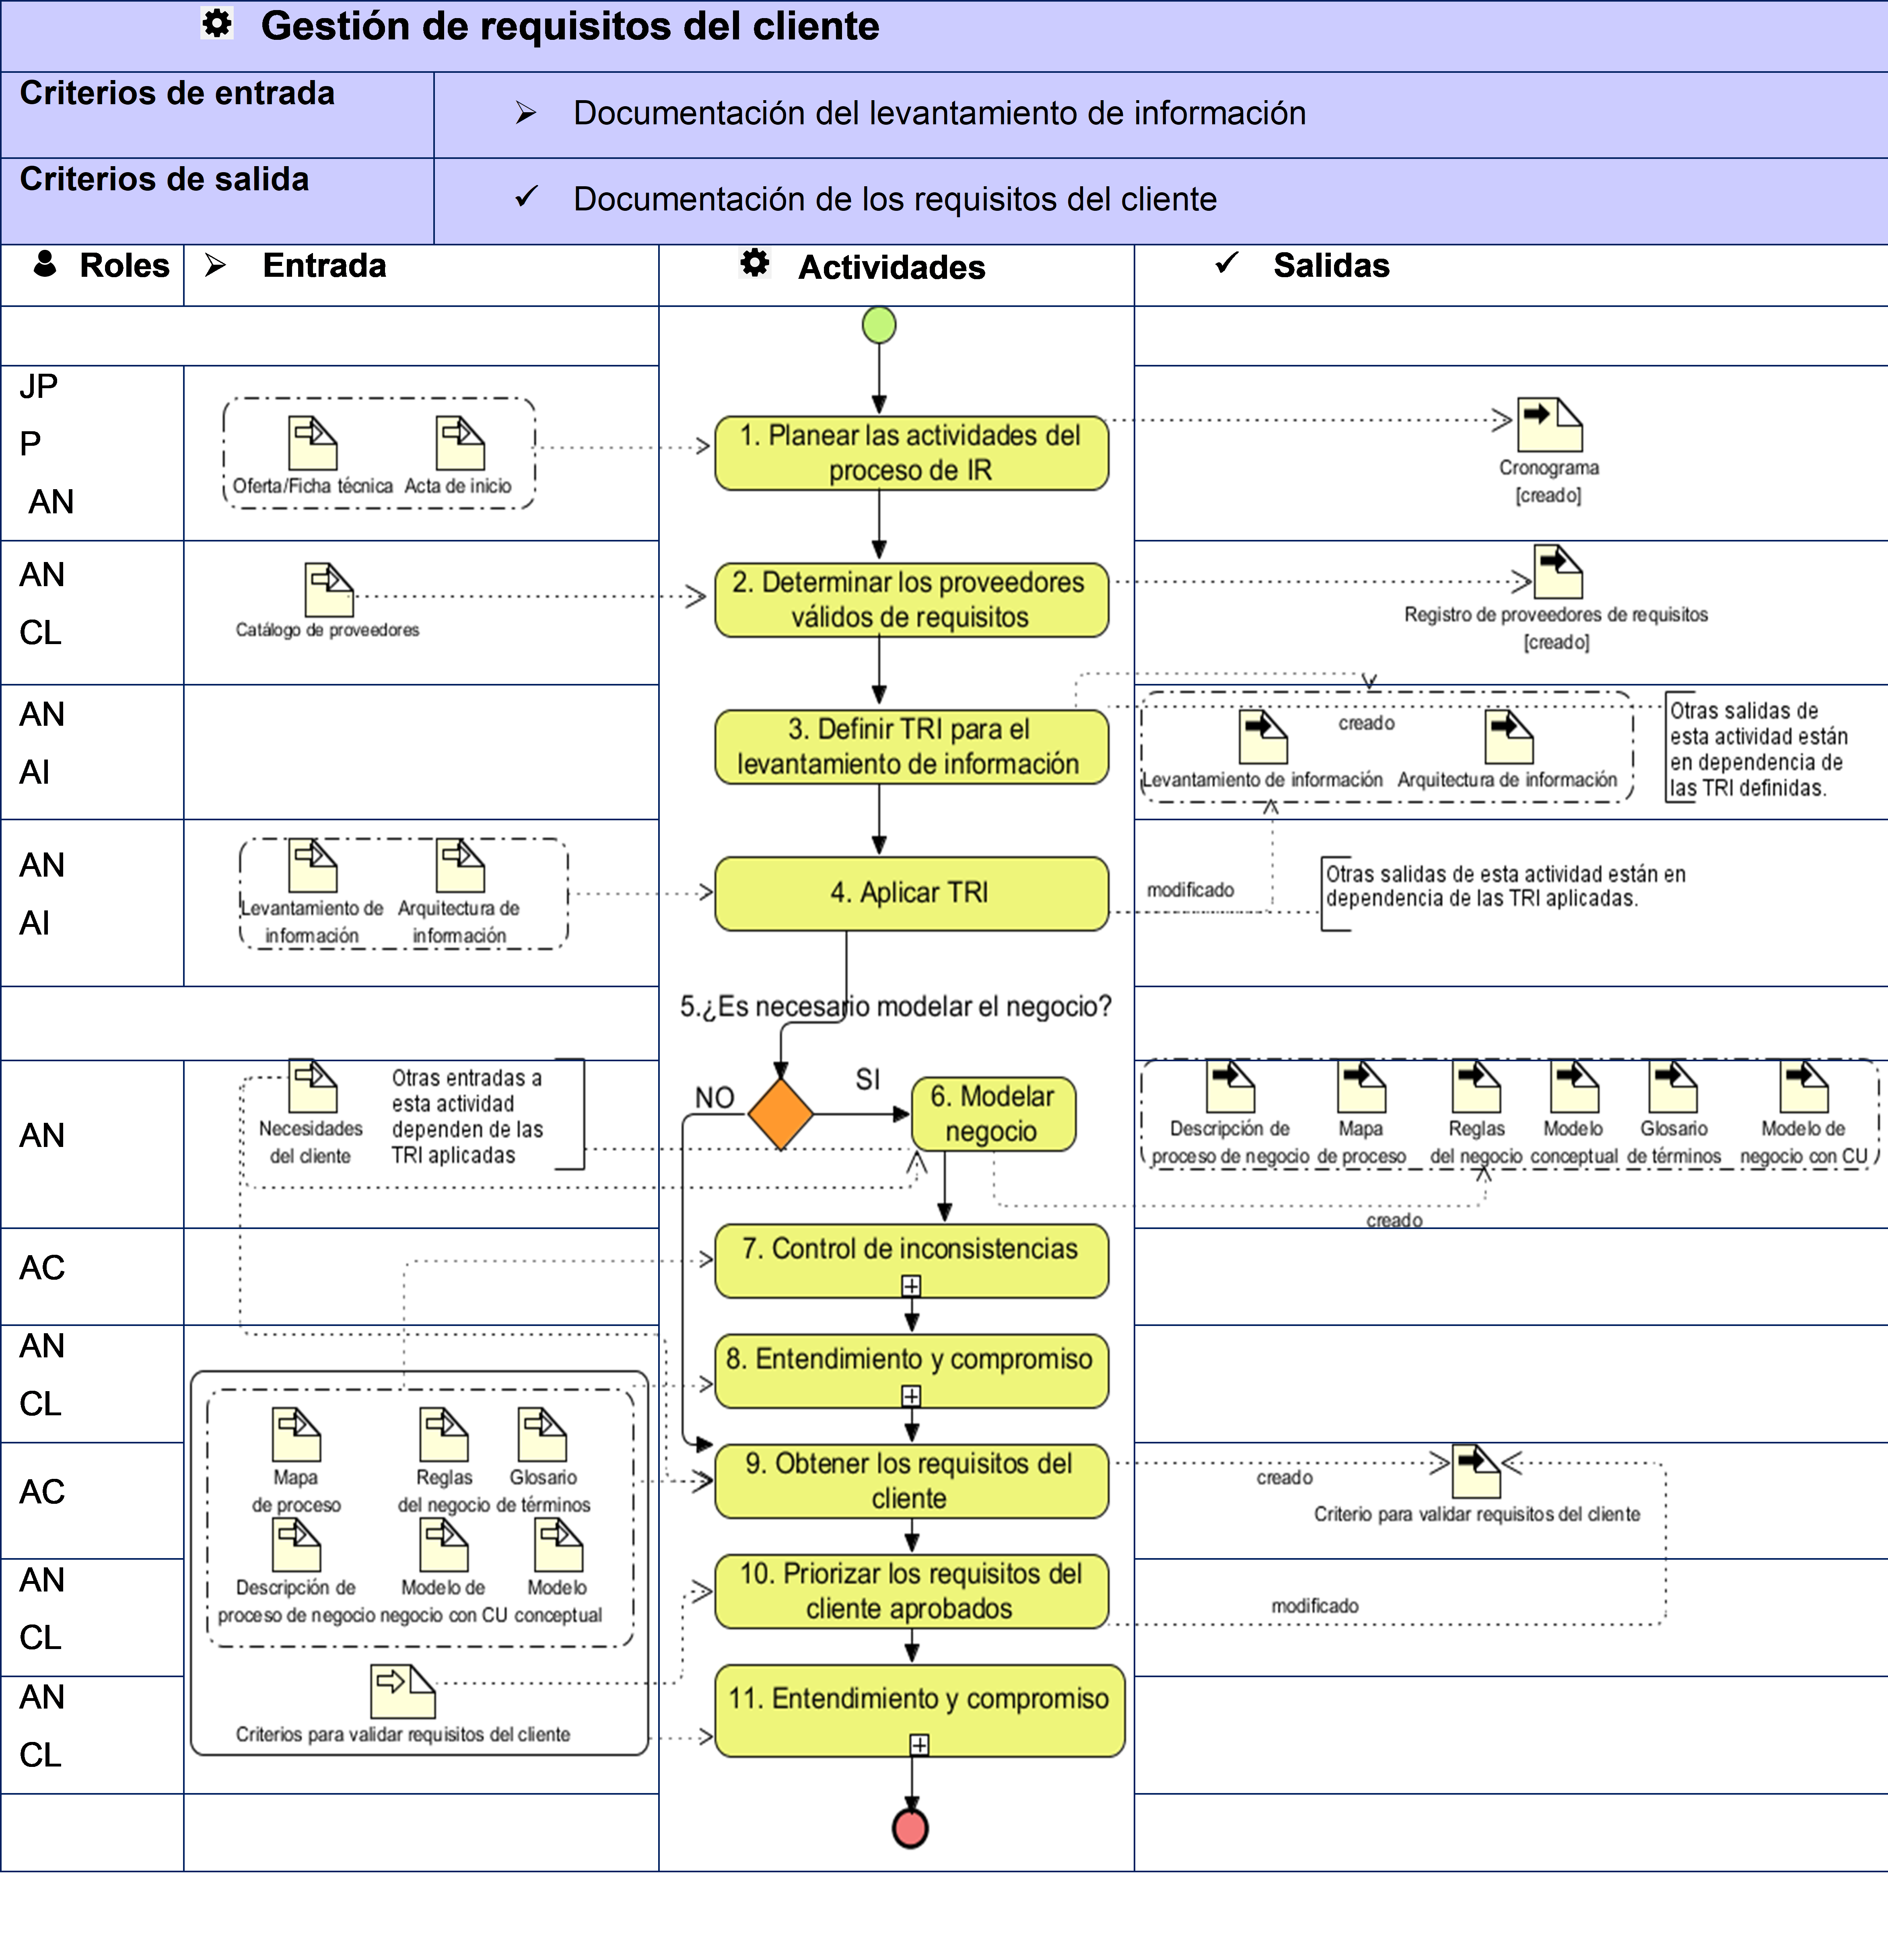 Gestión de requisitos del cliente
Criterios de entrada
Documentación del levantamiento de información
Criterios de salida
Documentación de los requisitos del cliente
Roles
Entrada
Actividades
Salidas
JP
P
AN
Oferta/Ficha técnica
Acta de inicio
1. Planear las actividades del
proceso de IR
Cronograma
[creado]
AN
CL
Catálogo de proveedores
2. Determinar los proveedores
válidos de requisitos
Registro de proveedores de requisitos
[creado]
AN
AI
3. Definir TRI para el
levantamiento de información
creado
Levantamiento de información
Arquitectura de información
Otras salidas de
esta actividad están
en dependencia de
las TRI definidas.
AN
AI
Levantamiento de
información
Arquitectura de
información
4. Aplicar TRI
modificado
Otras salidas de esta actividad están en
dependencia de las TRI aplicadas.
5.¿Es necesario modelar el negocio?
AN
Necesidades
del cliente
Otras entradas a
esta actividad
dependen de las
TRI aplicadas
NO
SI
6. Modelar
negocio
Descripción de
proceso de negocio
Mapa
de proceso
Reglas
del negocio
Modelo
conceptual
Glosario
de términos
Modelo de
negocio con CU
creado
AC
7. Control de inconsistencias
AN
CL
8. Entendimiento y compromiso
AC
Mapa
de proceso
Reglas
del negocio
Glosario
de términos
Descripción de
proceso de negocio
Modelo de
negocio con CU
Modelo
conceptual
9. Obtener los requisitos del
cliente
creado
Criterio para validar requisitos del cliente
AN
CL
10. Priorizar los requisitos del
cliente aprobados
modificado
AN
CL
Criterios para validar requisitos del cliente
11. Entendimiento y compromiso